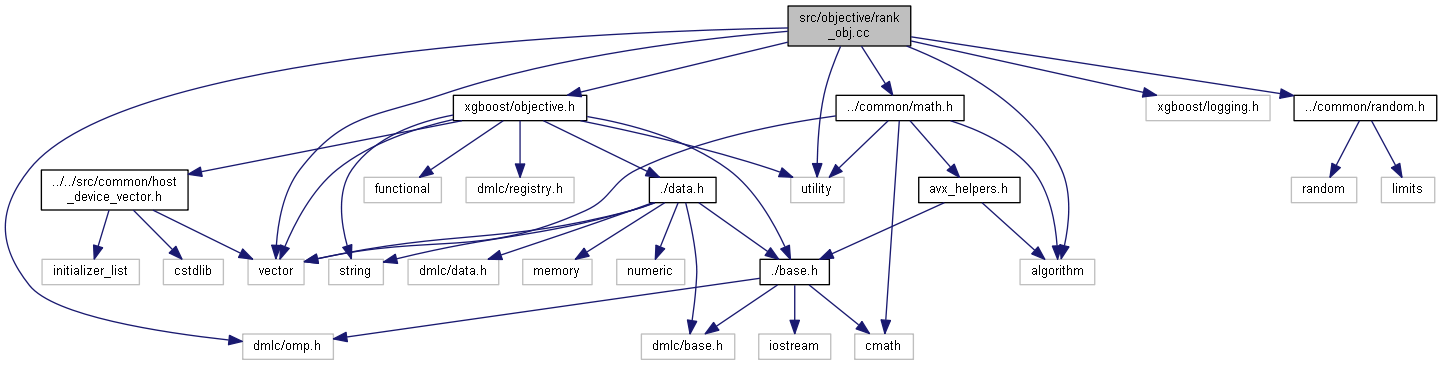 src/objective/rank
_obj.cc
xgboost/objective.h
../common/math.h
xgboost/logging.h
../common/random.h
../../src/common/host
_device_vector.h
functional
dmlc/registry.h
./data.h
utility
avx_helpers.h
random
limits
initializer_list
cstdlib
vector
string
dmlc/data.h
memory
numeric
./base.h
algorithm
dmlc/omp.h
dmlc/base.h
iostream
cmath